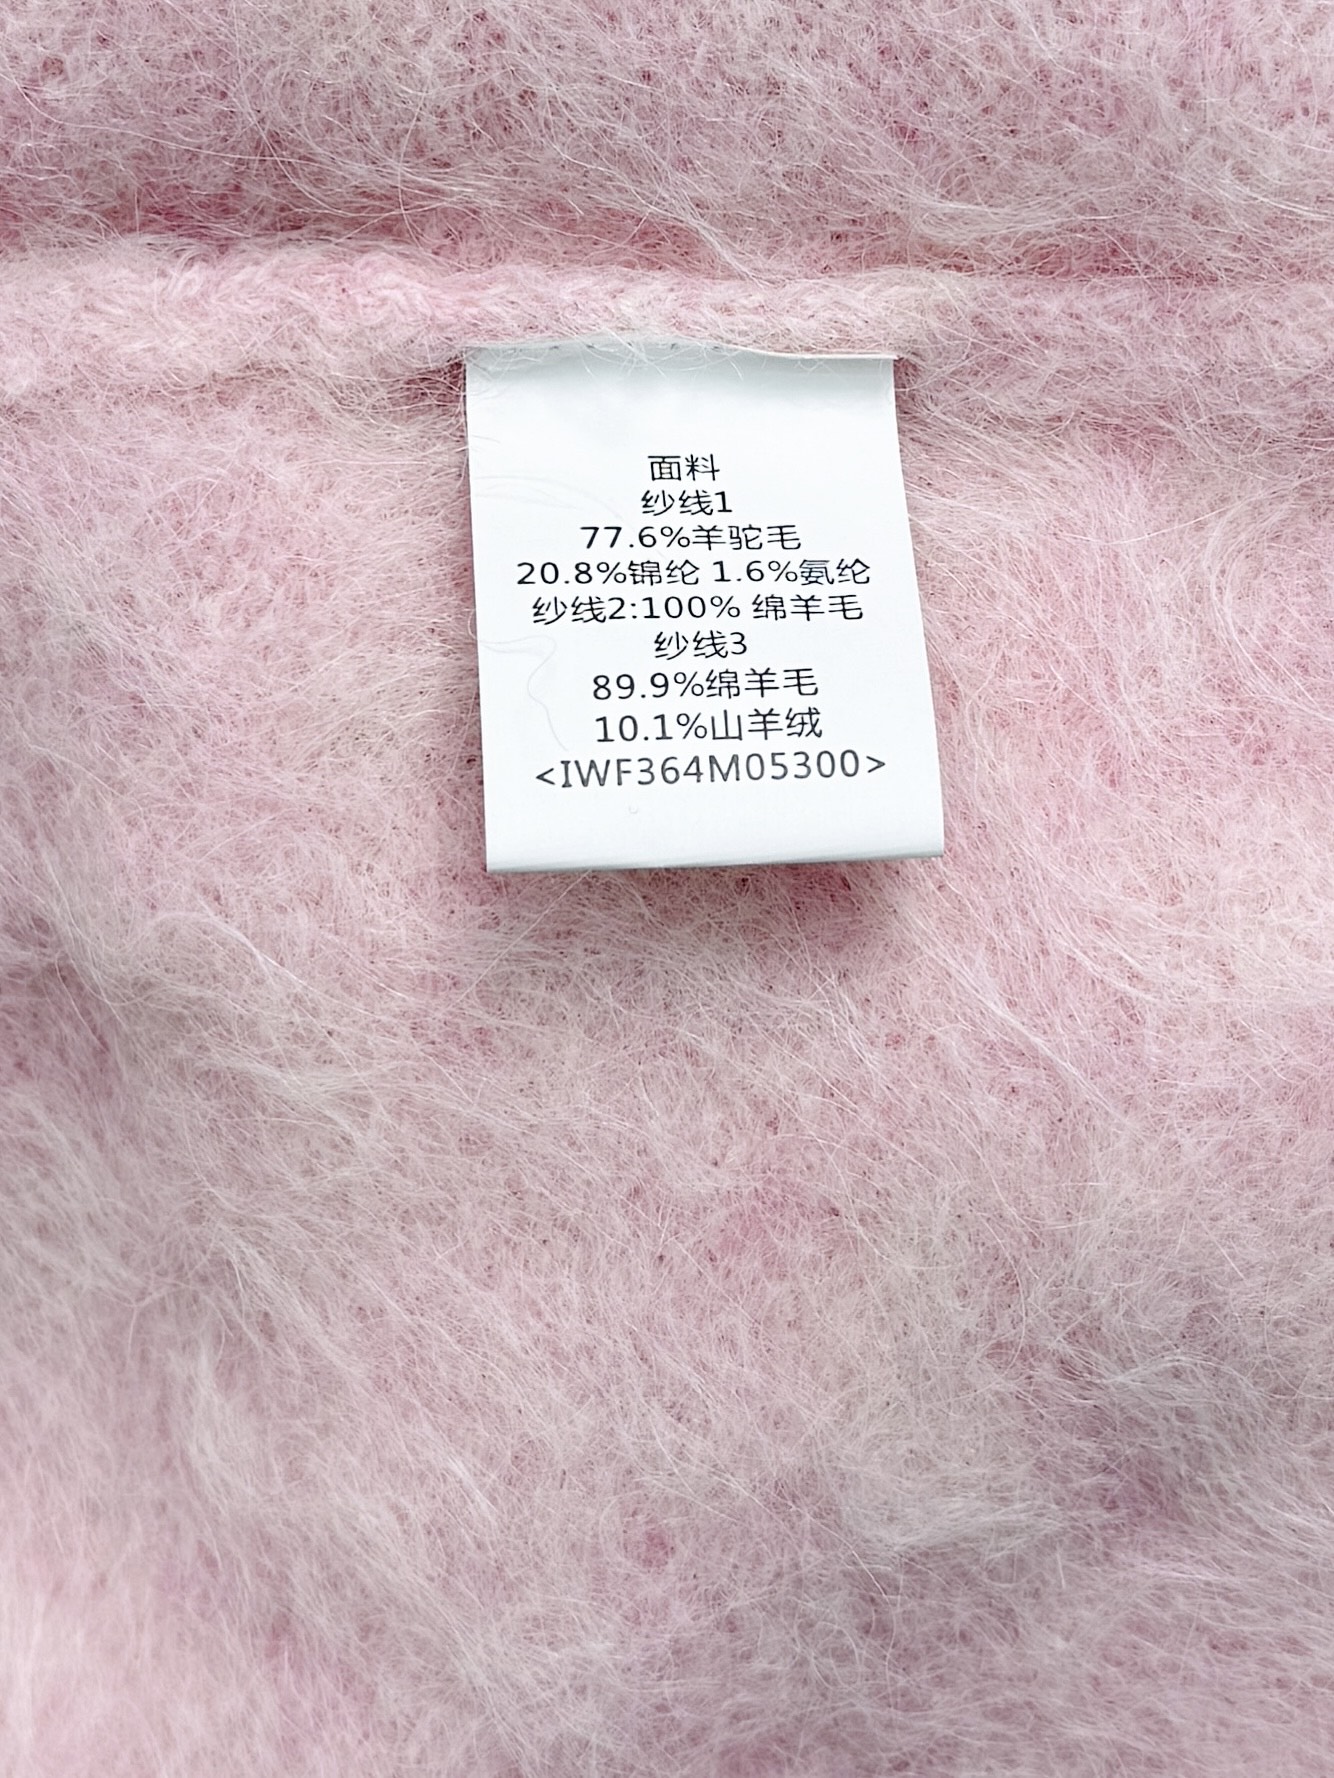 面料
纱线1
77.6%羊驼毛
20.8%锦纶 1.6%氨纶
纱线2:100% 绵羊毛
纱线3
89.9%绵羊毛
10.1%山羊绒
<IWF364M05300>